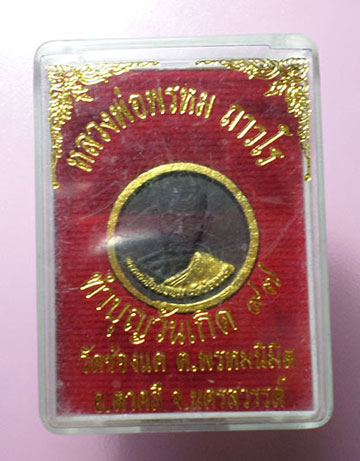 หลวงพ่อพรหม ถาวโร
ทำบุญวันเกิด ๙๗
วัดช่องแค ต.พรหมนิมิต
อ.ตาคลี จ.นครสวรรค์